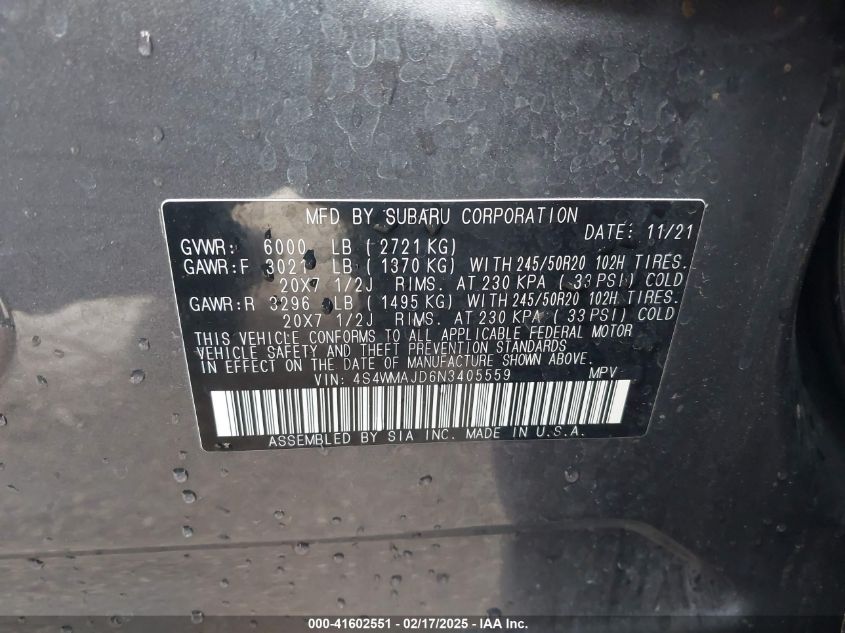 MFD BY SUBARU CORPORATION
DATE: 11/21
GVWR: 6000 LB ( 2721 KG)
GAWR:F 3021 LB ( 1370 KG) WITH 245/50R20 102H TIRES.
20X7 1/2J RIMS. AT 230 KPA ( 33 PSI) COLD
GAWR:R 3296 LB ( 1495 KG) WITH 245/50R20 102H TIRES.
20X7 1/2J RIMS. AT 230 KPA ( 33 PSI) COLD
THIS VEHICLE CONFORMS TO ALL APPLICABLE FEDERAL MOTOR
VEHICLE SAFETY AND THEFT PREVENTION STANDARDS
IN EFFECT ON THE DATE OF MANUFACTURE SHOWN ABOVE.
VIN: 4S4WMAJD6N3405559 MPV
ASSEMBLED BY SIA INC. MADE IN U.S.A.
000-41602551 - 02/17/2025 - IAA Inc.